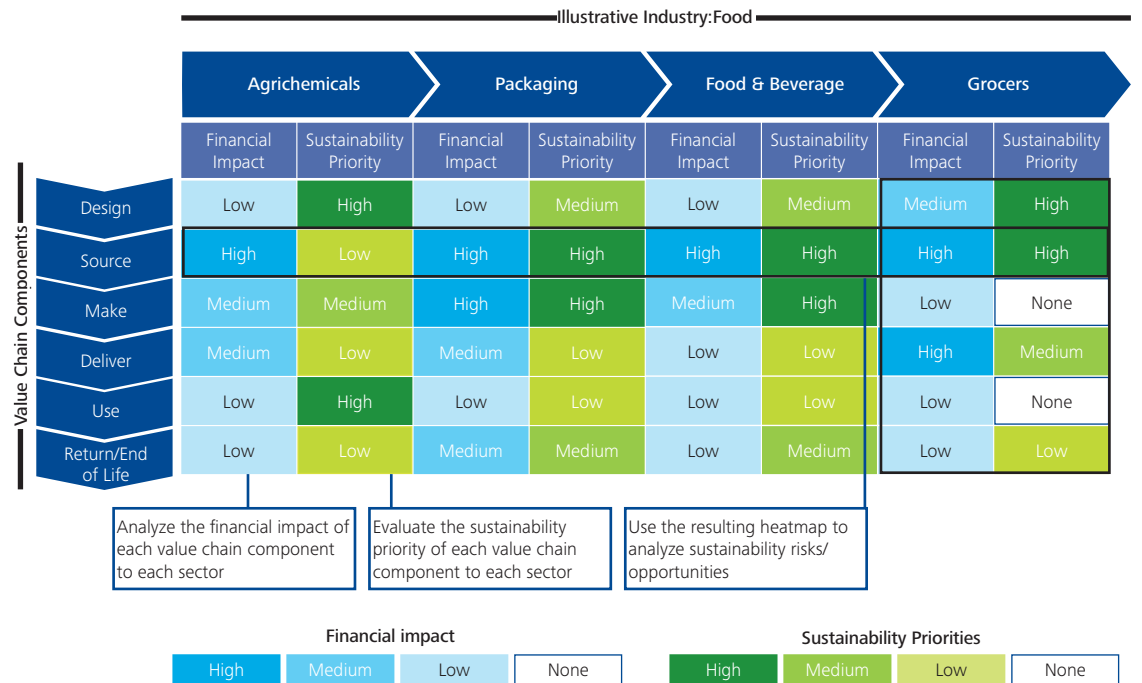 Illustrative Industry:Food
Agrichemicals Packaging Food & Beverage Grocers
Financial Sustainability Financial Sustainability Financial Sustainability Financial Sustainability
Impact Priority Impact Priority Impact Priority Impact Priority
Value Chain Components
Design Low High Low Medium Low Medium Medium High
Source High Low High High High High High High
Make Medium Medium High High Medium High Low None
Deliver Medium Low Medium Low Low Low High Medium
Use Low High Low Low Low Low Low None
Return/End
of Life Low Low Medium Medium Low Medium Low Low
Analyze the financial impact of
each value chain component
to each sector
Evaluate the sustainability
priority of each value chain
component to each sector
Use the resulting heatmap to
analyze sustainability risks/
opportunities
Financial impact
High Medium Low None
Sustainability Priorities
High Medium Low None